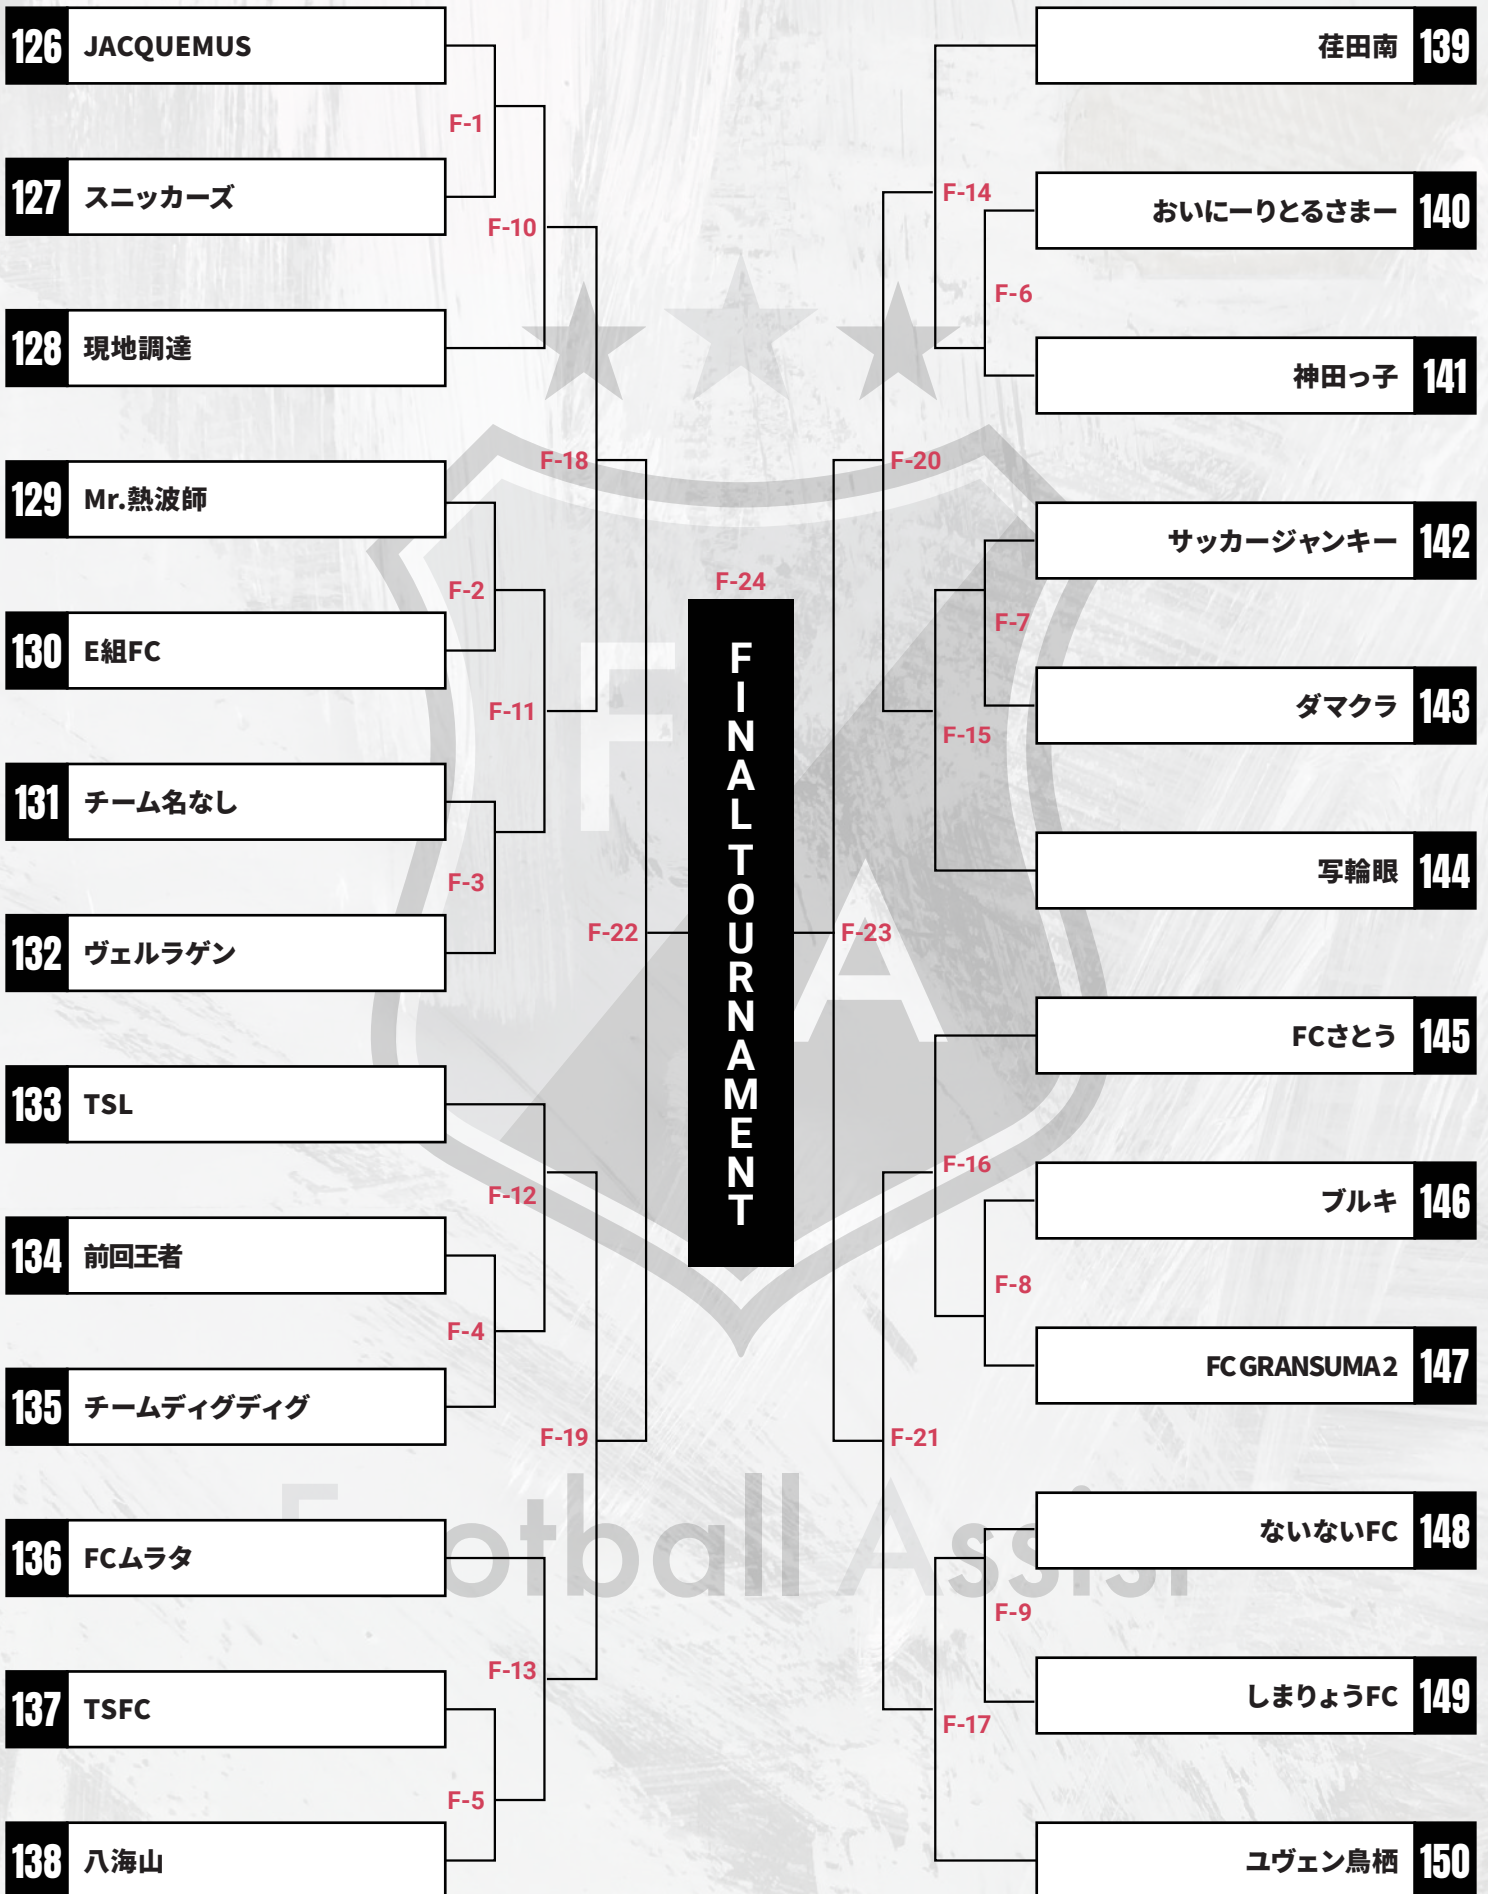 126 JACQUEMUS
F-1
127 スニッカーズ
F-10
128 現地調達
F-18
129 Mr.熱波師
F-2
130 E組FC
F-11
131 チーム名なし
F-3
132 ヴェルラゲン
F-22
133 TSL
F-12
134 前回王者
F-4
135 チームディグディグ
F-19
136 FCムラタ
F-13
137 TSFC
F-5
138 八海山
F-24
FINAL TOURNAMENT
荏田南 139
F-14
おいにーりとるさまー 140
F-6
神田っ子 141
F-20
サッカージャンキー 142
F-7
ダマクラ 143
F-15
写輪眼 144
F-23
FCさとう 145
F-16
ブルキ 146
F-8
FC GRANSUMA 2 147
F-21
ないないFC 148
F-9
しまりょうFC 149
F-17
ユヴェン鳥栖 150
F A
Football Assist